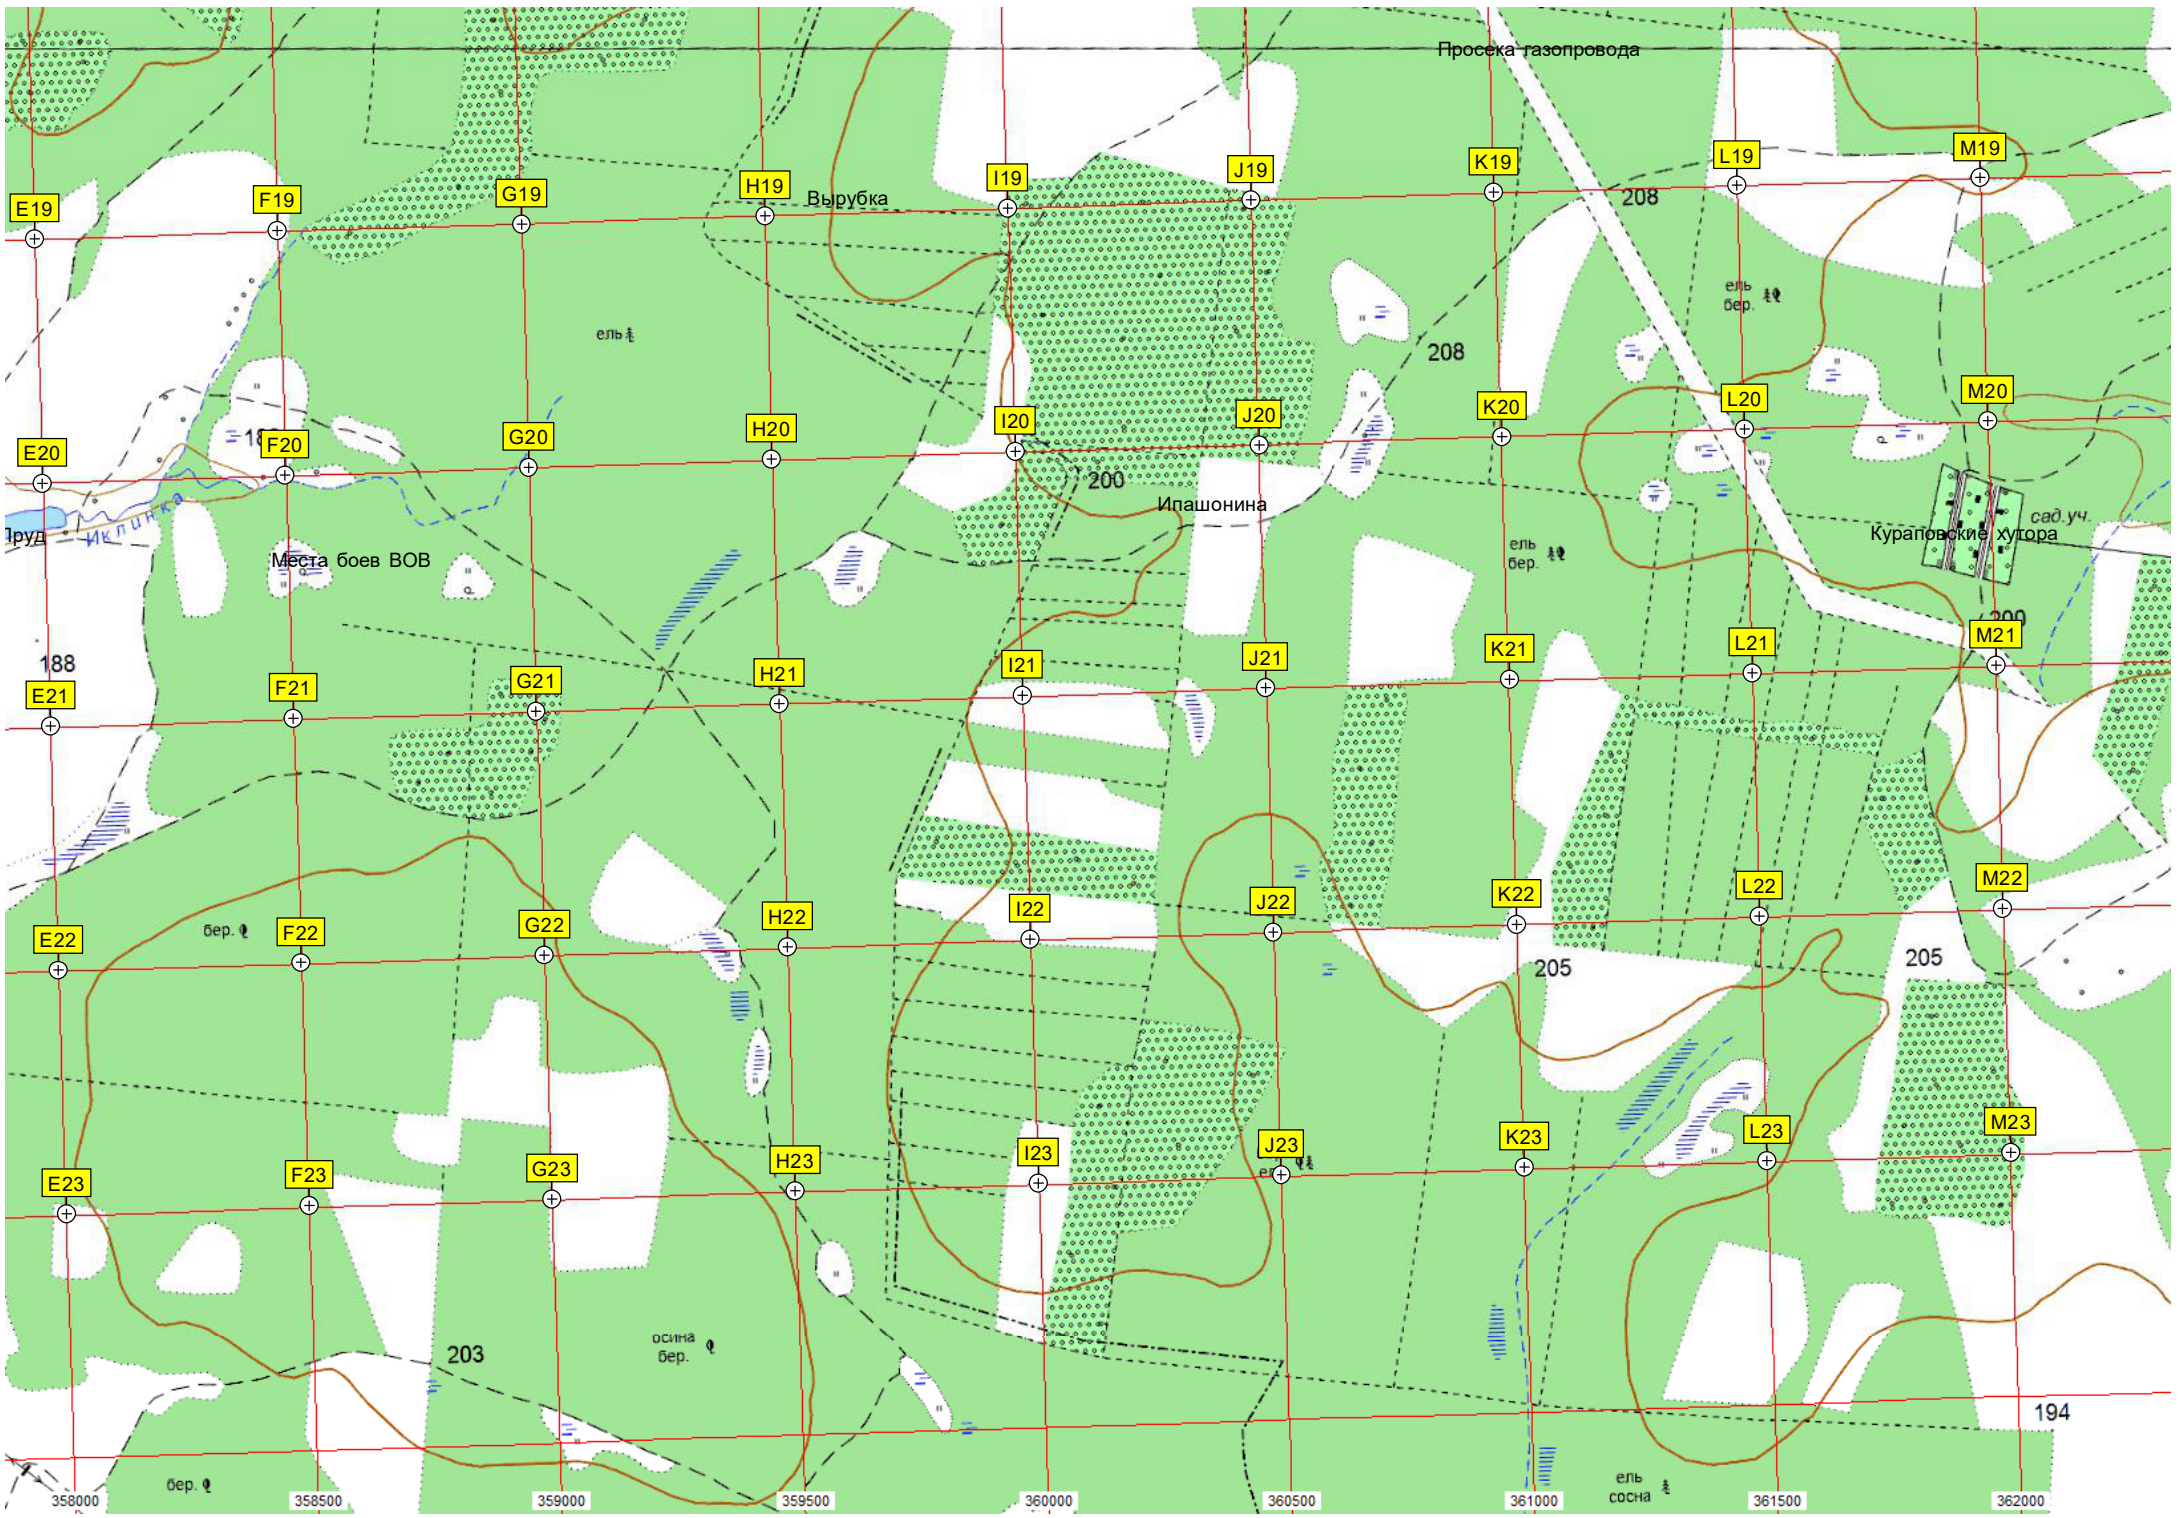 Просека газопровода
E19
F19
G19
H19
Вырубка
I19
J19
K19
208
L19
M19
ель
ель
бер.
208
E20
F20
G20
H20
I20
J20
K20
L20
M20
200
Ипашонина
Иклинка
Места боев ВОВ
ель
бер.
сад.уч.
Кураповские хутора
188
E21
F21
G21
H21
I21
J21
K21
L21
M21
бер.
E22
F22
G22
H22
I22
J22
K22
L22
M22
205
205
E23
F23
G23
H23
I23
J23
K23
L23
M23
203
осина
бер.
194
бер.
ель
сосна
358000
358500
359000
359500
360000
360500
361000
361500
362000